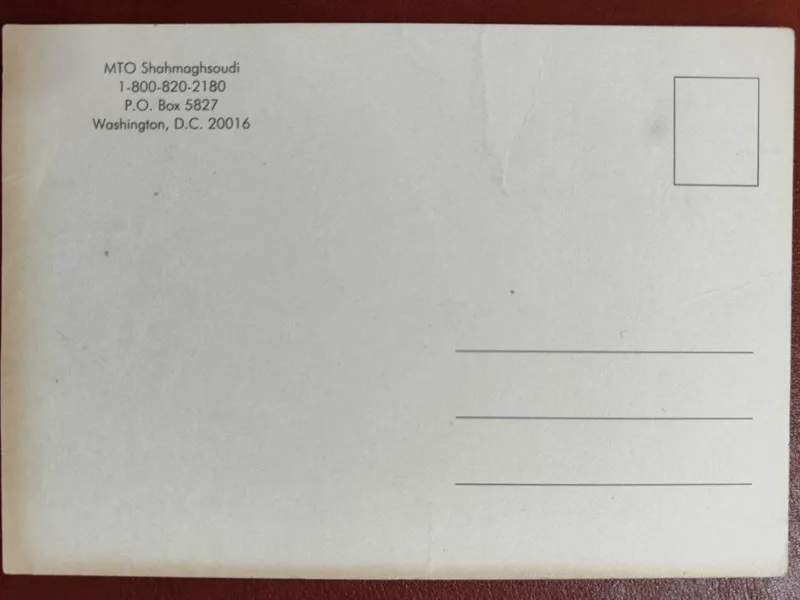 MTO Shahmaghsoudi
1-800-820-2180
P.O. Box 5827
Washington, D.C. 20016